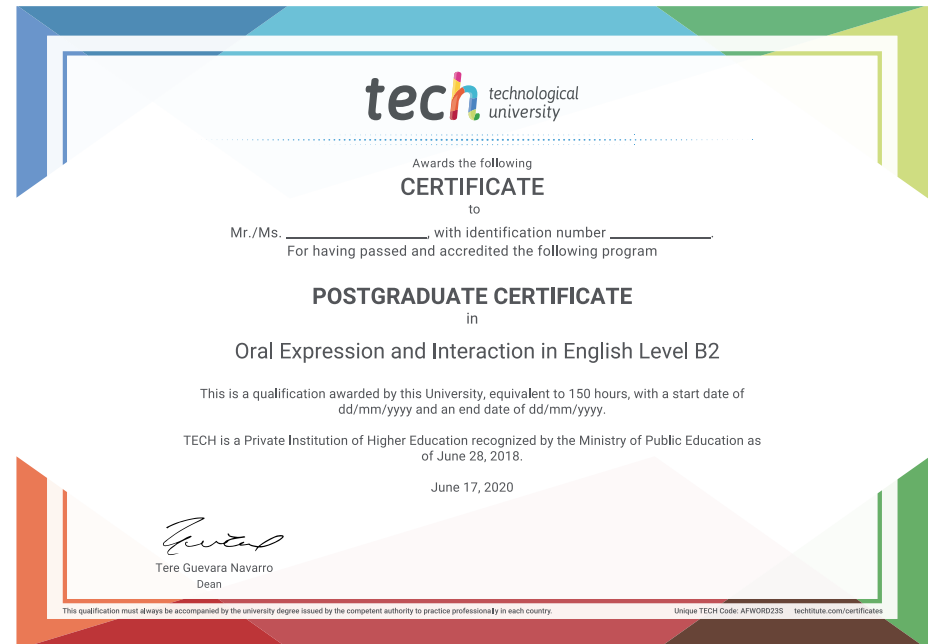 tech technological
university
Awards the following
CERTIFICATE
to
Mr./Ms. ____________, with identification number ____________.
For having passed and accredited the following program
POSTGRADUATE CERTIFICATE
in
Oral Expression and Interaction in English Level B2
This is a qualification awarded by this University, equivalent to 150 hours, with a start date of
dd/mm/yyyy and an end date of dd/mm/yyyy.
TECH is a Private Institution of Higher Education recognized by the Ministry of Public Education as
of June 28, 2018.
June 17, 2020
Tere Guevara Navarro
Dean
This qualification must always be accompanied by the university degree issued by the competent authority to practice professionally in each country.
Unique TECH Code: AFWORD23S techtitute.com/certificates